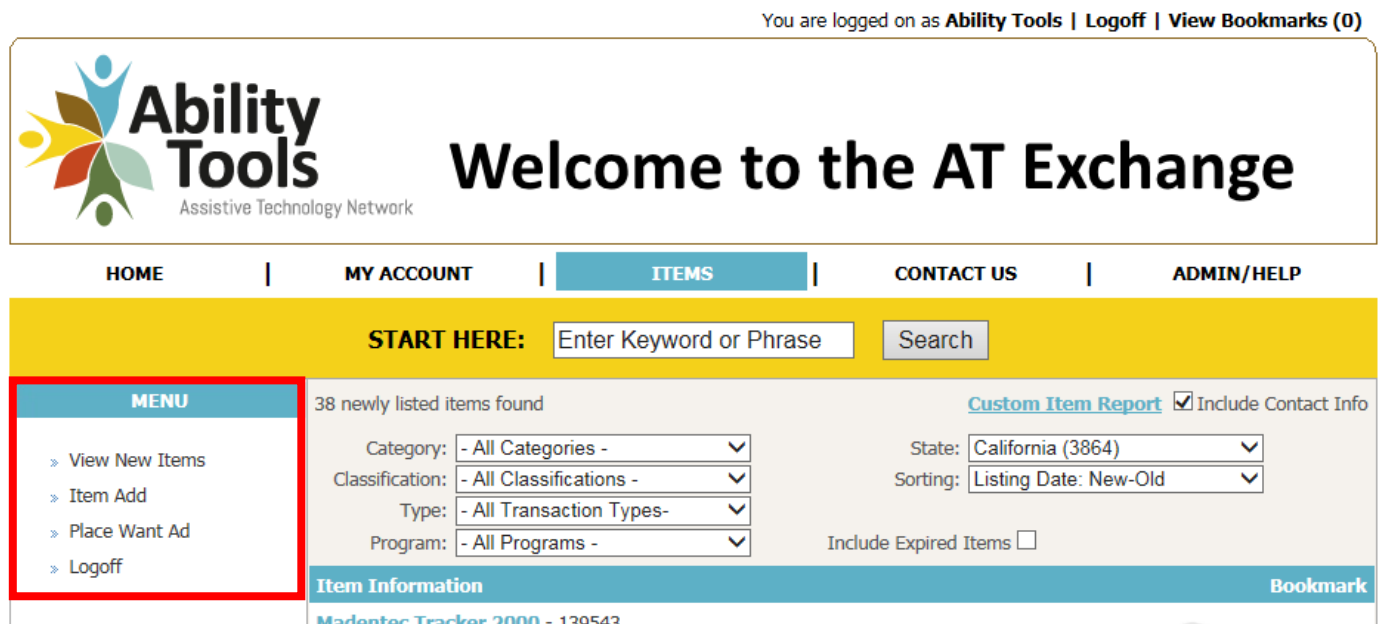 You are logged on as Ability Tools | Logoff | View Bookmarks (0)
Ability
Tools
Assistive Technology Network
Welcome to the AT Exchange
HOME | MY ACCOUNT | ITEMS | CONTACT US | ADMIN/HELP
START HERE: Enter Keyword or Phrase Search
MENU
» View New Items
» Item Add
» Place Want Ad
» Logoff
38 newly listed items found Custom Item Report Include Contact Info
Category: - All Categories - State: California (3864)
Classification: - All Classifications - Sorting: Listing Date: New-Old
Type: - All Transaction Types-
Program: - All Programs - Include Expired Items
Item Information Bookmark
Madentec Tracker 2000 - 139543